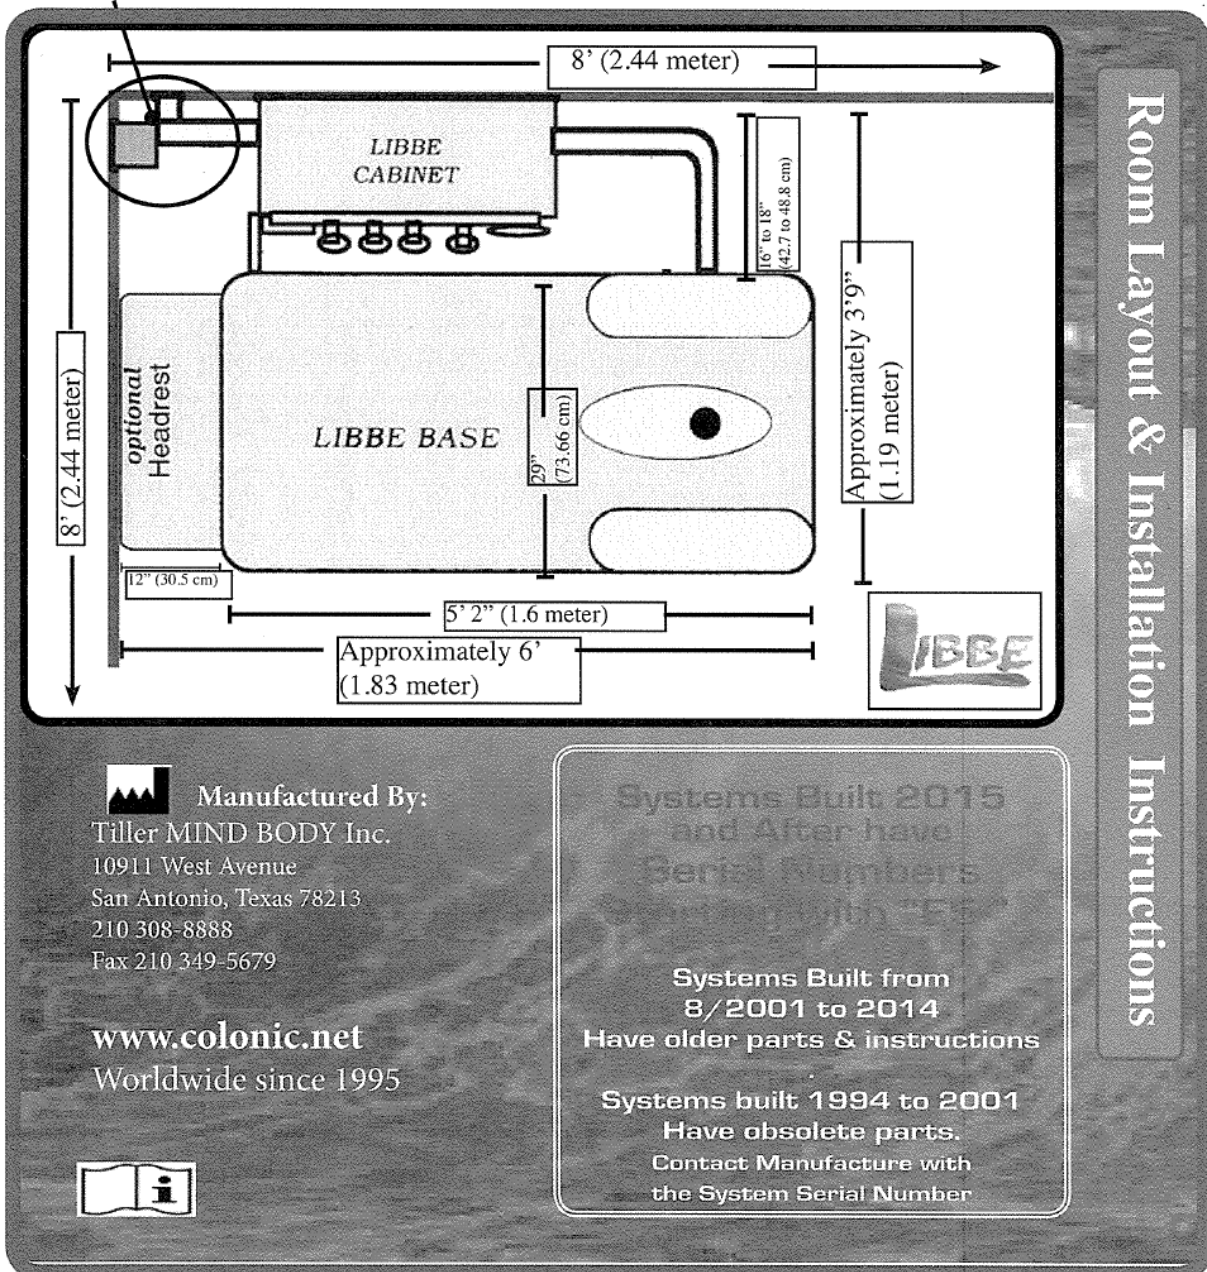 8’ (2.44 meter)
LIBBE
CABINET
16” to 18”
(42.7 to 48.8 cm)
Approximately 3’9”
(1.19 meter)
8’ (2.44 meter)
optional
Headrest
LIBBE BASE
29”
(73.66 cm)
12” (30.5 cm)
5’ 2” (1.6 meter)
Approximately 6’
(1.83 meter)
LIBBE
Room Layout & Installation Instructions
Manufactured By:
Tiller MIND BODY Inc.
10911 West Avenue
San Antonio, Texas 78213
210 308-8888
Fax 210 349-5679
www.colonic.net
Worldwide since 1995
i
Systems Built 2015
and After have
Serial Numbers
with "ES
Systems Built from
8/2001 to 2014
Have older parts & instructions
Systems built 1994 to 2001
Have obsolete parts.
Contact Manufacture with
the System Serial Number